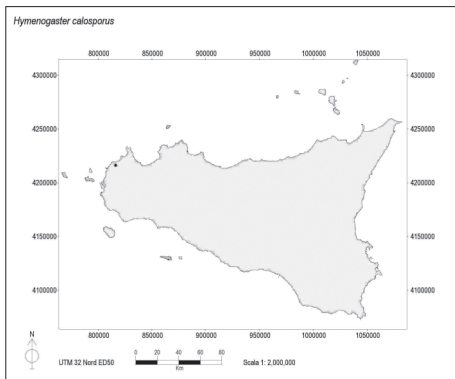 Hymenogaster calosporus
800000 850000 900000 950000 1000000 1050000
4300000 4300000
4250000 4250000
4200000 4200000
4150000 4150000
4100000 4100000
800000 850000 900000 950000 1000000 1050000
N
UTM 32 Nord ED50
0 20 40 60 80
Km
Scala 1: 2,000,000